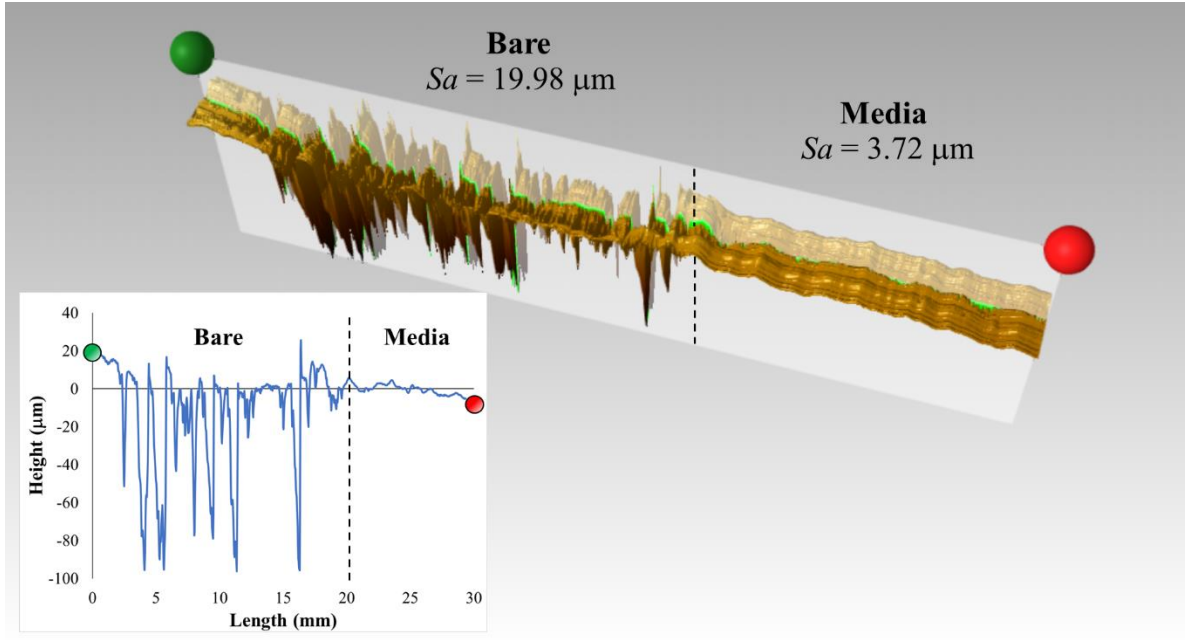 Bare
Sa = 19.98 μm
Media
Sa = 3.72 μm
40
20
0
-20
-40
-60
-80
-100
Height (μm)
Bare
Media
0 5 10 15 20 25 30
Length (mm)